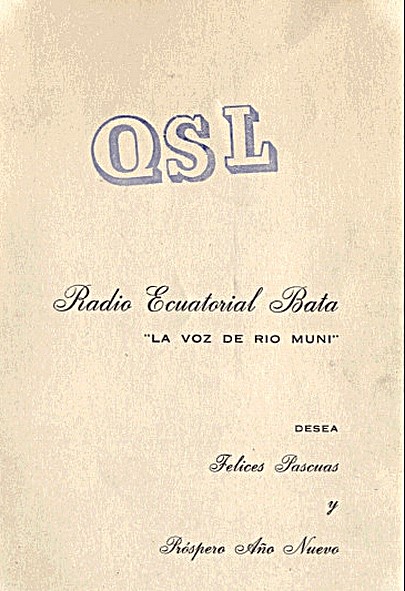 QSL
Radio Ecuatorial Bata
"LA VOZ DE RIO MUNI"
DESEA
Felices Pascuas
y
Próspero Año Nuevo